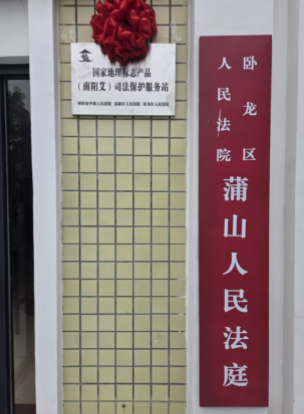 国家地理标志产品
（南阳艾）司法保护服务站
卧龙区
人民法院
蒲山人民法庭